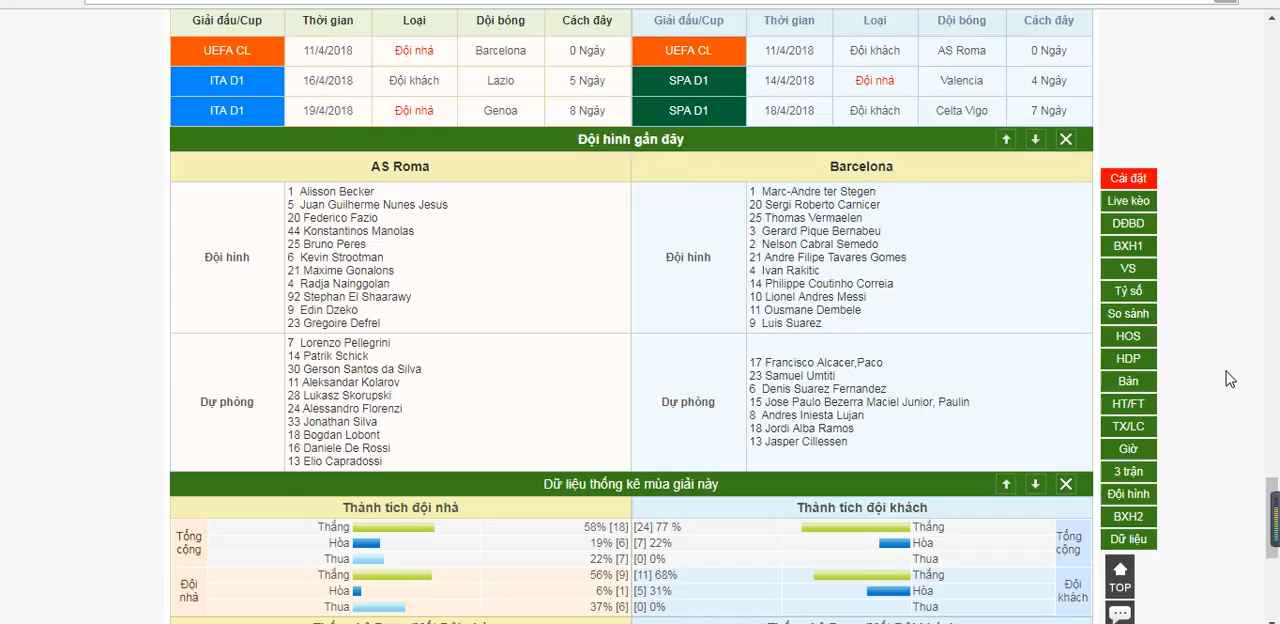 Giải đấu/Cup Thời gian Loại Dội bóng Cách đây Giải đấu/Cup Thời gian Loại Dội bóng Cách đây
UEFA CL 11/4/2018 Đội nhà Barcelona 0 Ngày UEFA CL 11/4/2018 Đội khách AS Roma 0 Ngày
ITA D1 16/4/2018 Đội khách Lazio 5 Ngày SPA D1 14/4/2018 Đội nhà Valencia 4 Ngày
ITA D1 19/4/2018 Đội nhà Genoa 8 Ngày SPA D1 18/4/2018 Đội khách Celta Vigo 7 Ngày
Đội hình gần đây
AS Roma Barcelona
Đội hình
1 Alisson Becker
5 Juan Guilherme Nunes Jesus
20 Federico Fazio
44 Konstantinos Manolas
25 Bruno Peres
6 Kevin Strootman
21 Maxime Gonalons
4 Radja Nainggolan
92 Stephan El Shaarawy
9 Edin Dzeko
23 Gregoire Defrel
Đội hình
1 Marc-Andre ter Stegen
20 Sergi Roberto Carnicer
25 Thomas Vermaelen
3 Gerard Pique Bernabeu
2 Nelson Cabral Semedo
21 Andre Filipe Tavares Gomes
4 Ivan Rakitic
14 Philippe Coutinho Correia
10 Lionel Andres Messi
11 Ousmane Dembele
9 Luis Suarez
Dự phòng
7 Lorenzo Pellegrini
14 Patrik Schick
30 Gerson Santos da Silva
11 Aleksandar Kolarov
28 Lukasz Skorupski
24 Alessandro Florenzi
33 Jonathan Silva
18 Bogdan Lobont
16 Daniele De Rossi
13 Elio Capradossi
Dự phòng
17 Francisco Alcacer,Paco
23 Samuel Umtiti
6 Denis Suarez Fernandez
15 Jose Paulo Bezerra Maciel Junior, Paulin
8 Andres Iniesta Lujan
18 Jordi Alba Ramos
13 Jasper Cillessen
Dữ liệu thống kê mùa giải này
Thành tích đội nhà Thành tích đội khách
Tổng cộng
Thắng 58% [18] [24] 77 % Thắng
Hòa 19% [6] [7] 22% Hòa
Thua 22% [7] [0] 0% Thua
Tổng cộng
Đội nhà
Thắng 56% [9] [11] 68% Thắng
Hòa 6% [1] [5] 31% Hòa
Thua 37% [6] [0] 0% Thua
Đội khách
Cài đặt
Live kèo
DĐBD
BXH1
VS
Tỷ số
So sánh
HOS
HDP
Bàn
HT/FT
TX/LC
Giờ
3 trận
Đội hình
BXH2
Dữ liệu
TOP